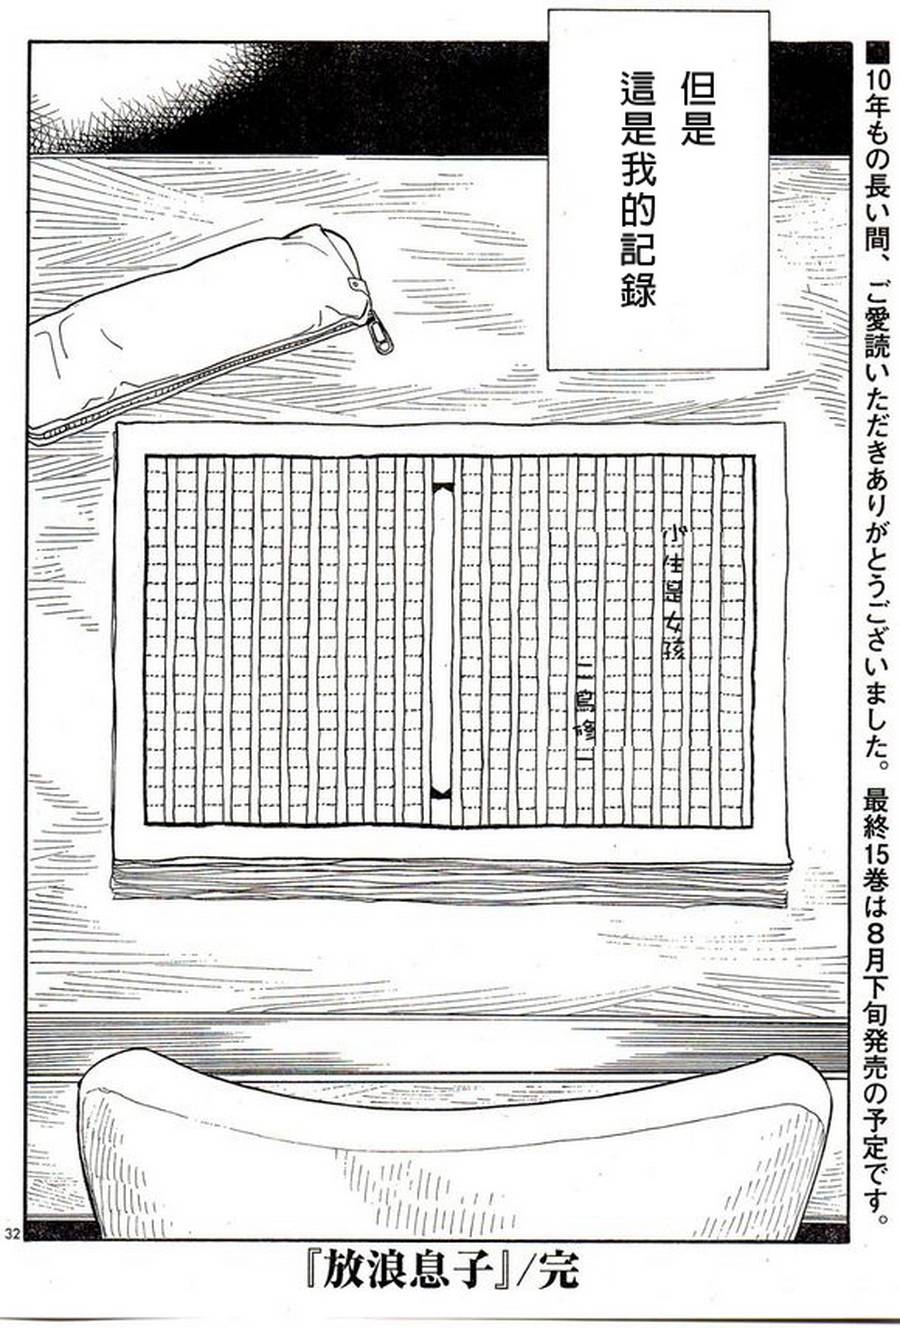 ■10年もの長い間、ご愛読いただきありがとうございました。最終15巻は8月下旬発売の予定です。
但是
這是我的記錄
小生是女孩
二鳥修一
32
『放浪息子』/完